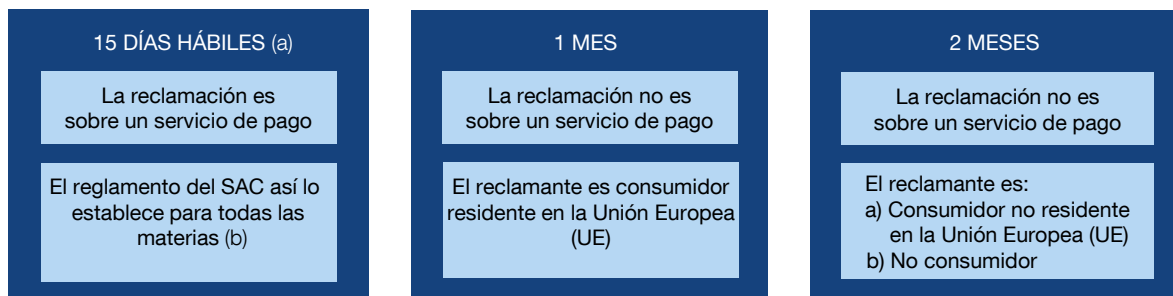 15 DÍAS HÁBILES (a)
La reclamación es
sobre un servicio de pago
El reglamento del SAC así lo
establece para todas las
materias (b)
1 MES
La reclamación no es
sobre un servicio de pago
El reclamante es consumidor
residente en la Unión Europea
(UE)
2 MESES
La reclamación no es
sobre un servicio de pago
El reclamante es:
a) Consumidor no residente
en la Unión Europea (UE)
b) No consumidor